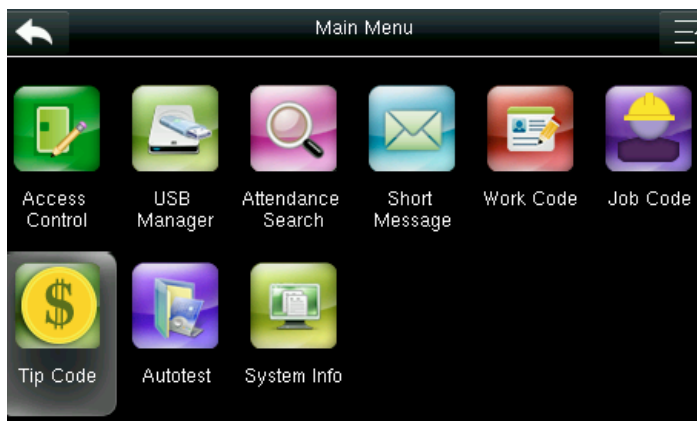 Main Menu
Access Control
USB Manager
Attendance Search
Short Message
Work Code
Job Code
$
Tip Code
Autotest
System Info